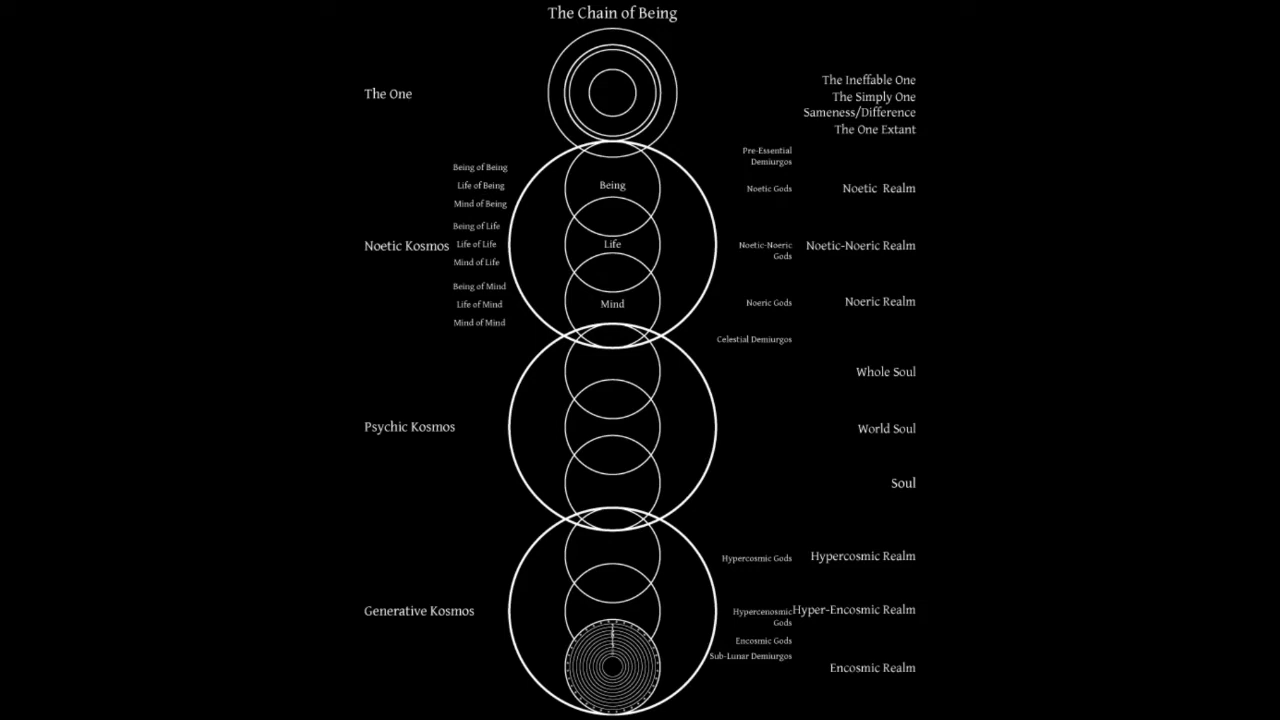 The Chain of Being
The One
The Ineffable One
The Simply One
Sameness/Difference
The One Extant
Pre-Essential
Demiurgos
Being of Being
Life of Being
Mind of Being
Being
Noetic Gods
Noetic Realm
Noetic Kosmos
Being of Life
Life of Life
Mind of Life
Life
Noetic-Noeric
Gods
Noetic-Noeric Realm
Being of Mind
Life of Mind
Mind of Mind
Mind
Noeric Gods
Noeric Realm
Celestial Demiurgos
Whole Soul
Psychic Kosmos
World Soul
Soul
Hypercosmic Gods
Hypercosmic Realm
Generative Kosmos
Hypercenosmic
Gods
Hyper-Encosmic Realm
Encosmic Gods
Sub-Lunar Demiurgos
Encosmic Realm